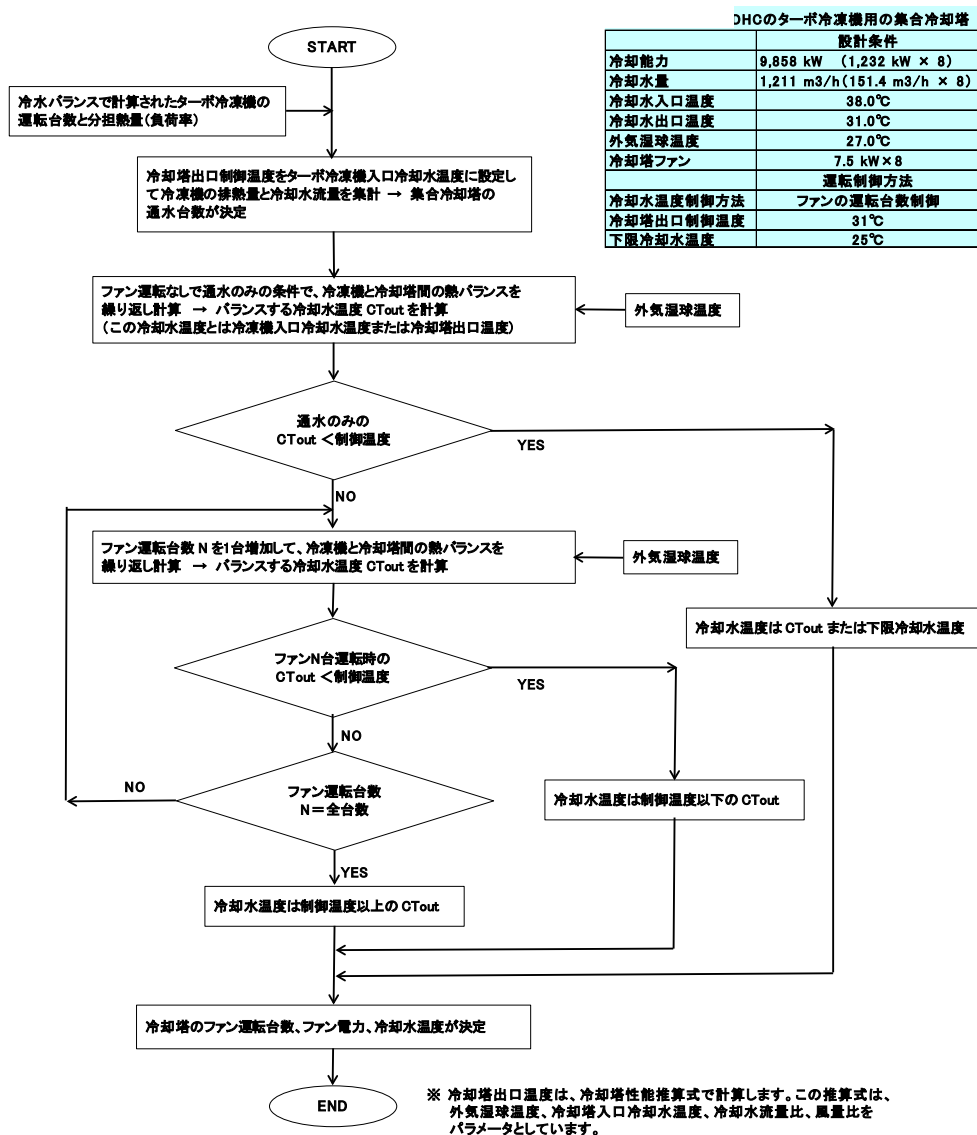 DHCのターボ冷凍機用の集合冷却塔
設計条件
冷却能力 9,858 kW （1,232 kW × 8）
冷却水量 1,211 m3/h(151.4 m3/h × 8)
冷却水入口温度 38.0℃
冷却水出口温度 31.0℃
外気湿球温度 27.0℃
冷却塔ファン 7.5 kW×8
運転制御方法
冷却水温度制御方法 ファンの運転台数制御
冷却塔出口制御温度 31℃
下限冷却水温度 25℃
START
冷水バランスで計算されたターボ冷凍機の
運転台数と分担熱量(負荷率)
冷却塔出口制御温度をターボ冷凍機入口冷却水温度に設定し
て冷凍機の排熱量と冷却水流量を集計 → 集合冷却塔の
通水台数が決定
ファン運転なしで通水のみの条件で、冷凍機と冷却塔間の熱バランスを
繰り返し計算 → バランスする冷却水温度 CTout を計算
（この冷却水温度とは冷凍機入口冷却水温度または冷却塔出口温度）
外気湿球温度
通水のみの
CTout ＜制御温度
YES
NO
ファン運転台数 N を1台増加して、冷凍機と冷却塔間の熱バランスを
繰り返し計算 → バランスする冷却水温度 CTout を計算
外気湿球温度
冷却水温度は CTout または下限冷却水温度
ファンN台運転時の
CTout ＜制御温度
YES
NO
ファン運転台数
N＝全台数
NO
YES
冷却水温度は制御温度以下の CTout
冷却水温度は制御温度以上の CTout
冷却塔のファン運転台数、ファン電力、冷却水温度が決定
END
※ 冷却塔出口温度は、冷却塔性能推算式で計算します。この推算式は、
外気湿球温度、冷却塔入口冷却水温度、冷却水流量比、風量比を
パラメータとしています。